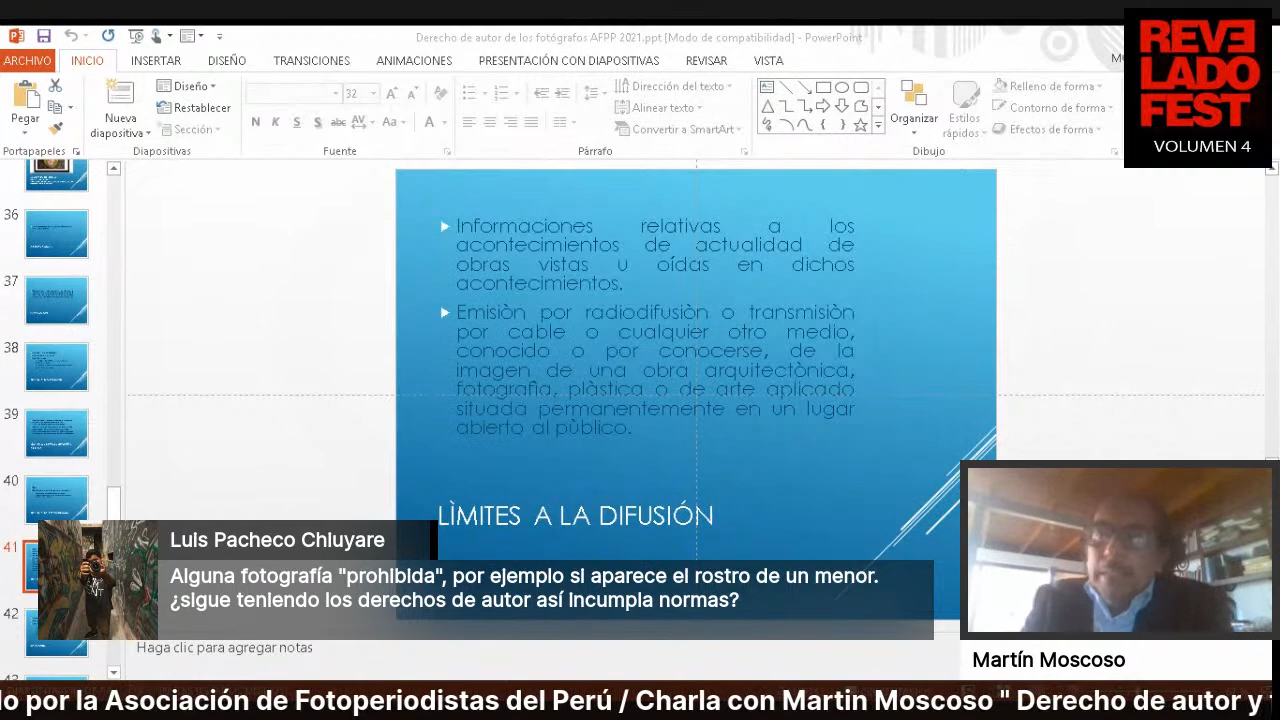 Derecho de autor de los fotógrafos AFPP 2021.ppt [Modo de compatibilidad] - PowerPoint
ARCHIVO INICIO INSERTAR DISEÑO TRANSICIONES ANIMACIONES PRESENTACIÓN CON DIAPOSITIVAS REVISAR VISTA
REVE
LADO
FEST
VOLUMEN 4
Pegar
Nueva
diapositiva
Diseño
Restablecer
Sección
32
N K S S abc AV Aa A
Dirección del texto
Alinear texto
Convertir a SmartArt
Organizar
Estilos
rápidos
Relleno de forma
Contorno de forma
Efectos de forma
Portapapeles Diapositivas Fuente Párrafo Dibujo
36
37
38
39
40
41
42
Informaciones relativas a los
acontecimientos de actualidad de
obras vistas u oídas en dichos
acontecimientos.
Emisiòn por radiodifusiòn o transmisiòn
por cable o cualquier otro medio,
conocido o por conocerse, de la
imagen de una obra arquitectònica,
fotografìa, plàstica o de arte aplicado
situada permanentemente en un lugar
abierto al pùblico.
LÌMITES A LA DIFUSIÓN
Luis Pacheco Chiuyare
Alguna fotografía "prohibida", por ejemplo si aparece el rostro de un menor.
¿sigue teniendo los derechos de autor así incumpla normas?
Haga clic para agregar notas
Martín Moscoso
do por la Asociación de Fotoperiodistas del Perú / Charla con Martin Moscoso " Derecho de autor y